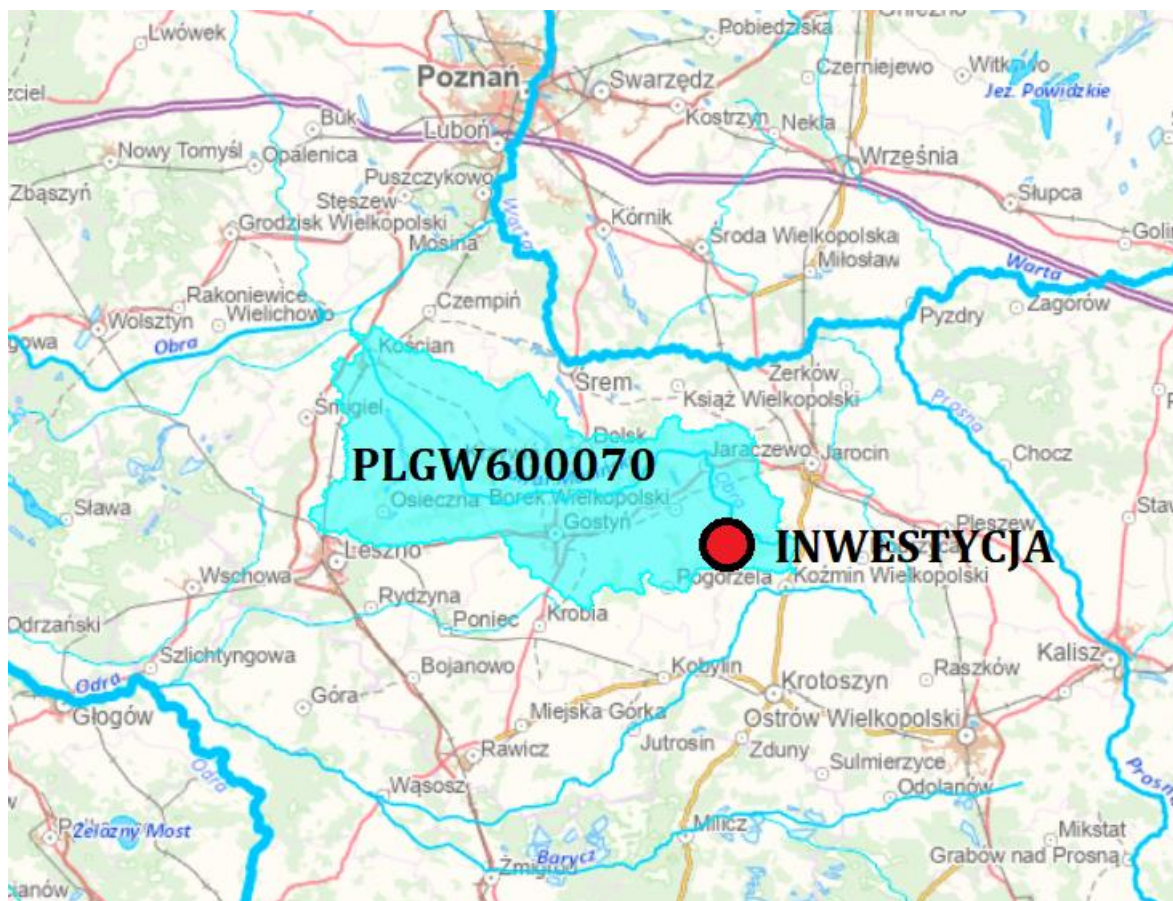 Lwówek
Pobiedziska
Poznań
Swarzędz
Czerniejewo
Witkowo
Jez. Powidzkie
Buk
Luboń
Kostrzyn
Nekla
Nowy Tomyśl
Opalenica
Września
Zbąszyń
Puszczykowo
Stęszew
Słupca
Grodzisk Wielkopolski
Mosina
Warta
Kórnik
Środa Wielkopolska
Miłosław
Warta
Rakoniewice
Wielichowo
Czempiń
Pyzdry
Zagorów
Wolsztyn
Obra
Kościan
Śrem
Żerków
Książ Wielkopolski
Prosna
Śmigiel
Dolsk
Jaraczewo
Jarocin
Chocz
PLGW600070
Osieczna
Borek Wielkopolski
Obra
Sława
Gostyń
INWESTYCJA
Pleszew
Leszno
Wschowa
Pogorzela
Koźmin Wielkopolski
Rydzyna
Poniec
Krobia
Odrzański
Szlichtyngowa
Kalisz
Odra
Bojanowo
Kobylin
Raszków
Góra
Krotoszyn
Głogów
Miejska Górka
Ostrów Wielkopolski
Jutrosin
Zduny
Odra
Rawicz
Sulmierzyce
Wąsosz
Odolanów
Prosna
Żelazny Most
Milicz
Mikstat
Barycz
Grabów nad Prosną
Żmigród